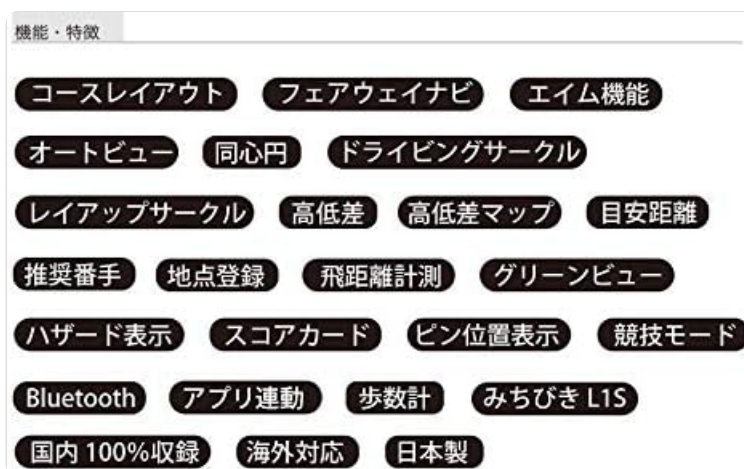 機能・特徴
コースレイアウト フェアウェイナビ エイム機能
オートビュー 同心円 ドライビングサークル
レイアップサークル 高低差 高低差マップ 目安距離
推奨番手 地点登録 飛距離計測 グリーンビュー
ハザード表示 スコアカード ピン位置表示 競技モード
Bluetooth アプリ連動 歩数計 みちびき L1S
国内 100%収録 海外対応 日本製